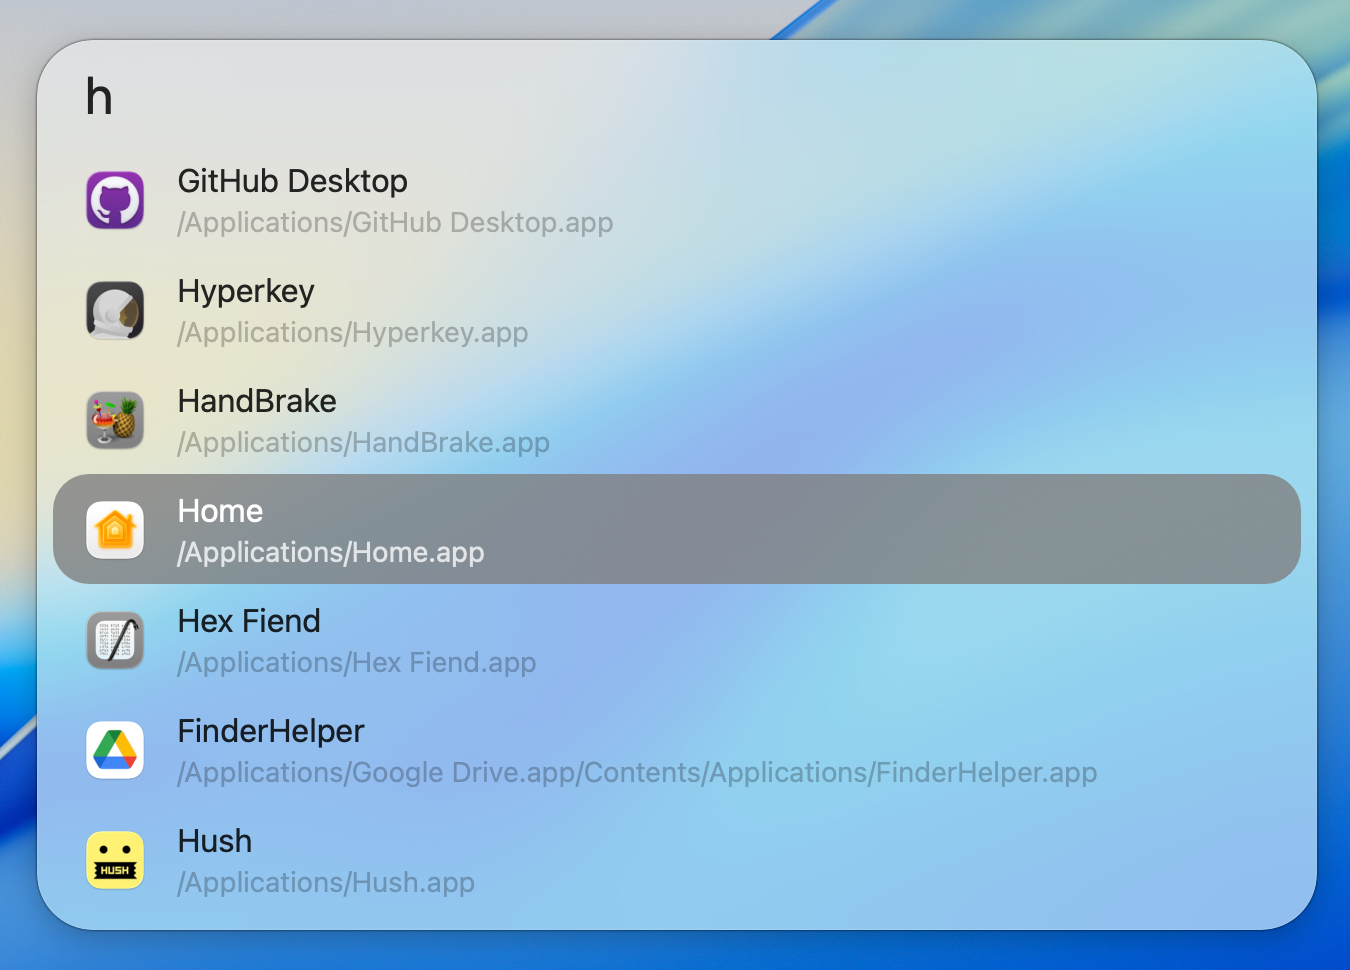 h
GitHub Desktop
/Applications/GitHub Desktop.app
Hyperkey
/Applications/Hyperkey.app
HandBrake
/Applications/HandBrake.app
Home
/Applications/Home.app
Hex Fiend
/Applications/Hex Fiend.app
FinderHelper
/Applications/Google Drive.app/Contents/Applications/FinderHelper.app
Hush
/Applications/Hush.app
HUSH